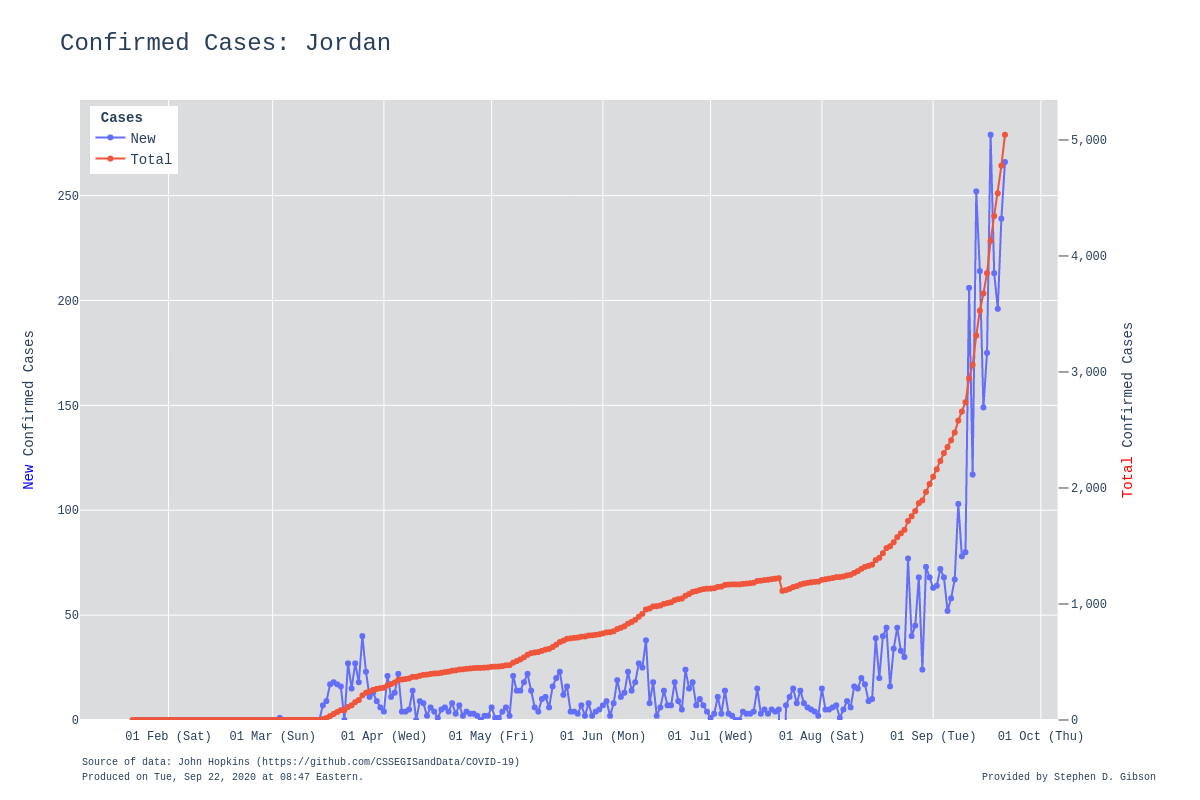 Confirmed Cases: Jordan
Cases
New
Total
250
200
150
100
50
0
5,000
4,000
3,000
2,000
1,000
0
New Confirmed Cases
Total Confirmed Cases
01 Feb (Sat) 01 Mar (Sun) 01 Apr (Wed) 01 May (Fri) 01 Jun (Mon) 01 Jul (Wed) 01 Aug (Sat) 01 Sep (Tue) 01 Oct (Thu)
Source of data: John Hopkins (https://github.com/CSSEGISandData/COVID-19)
Produced on Tue, Sep 22, 2020 at 08:47 Eastern.
Provided by Stephen D. Gibson